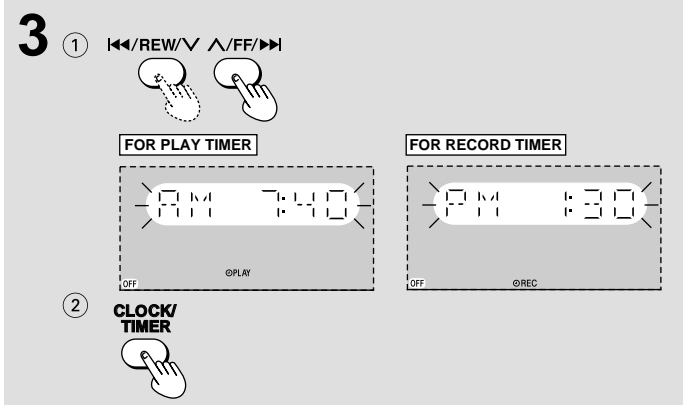 3
① ⏮/REW/∨ ∧/FF/⏭
FOR PLAY TIMER FOR RECORD TIMER
AM 7:40 PM 1:30
⏲PLAY
OFF
⏲REC
OFF
② CLOCK/
TIMER